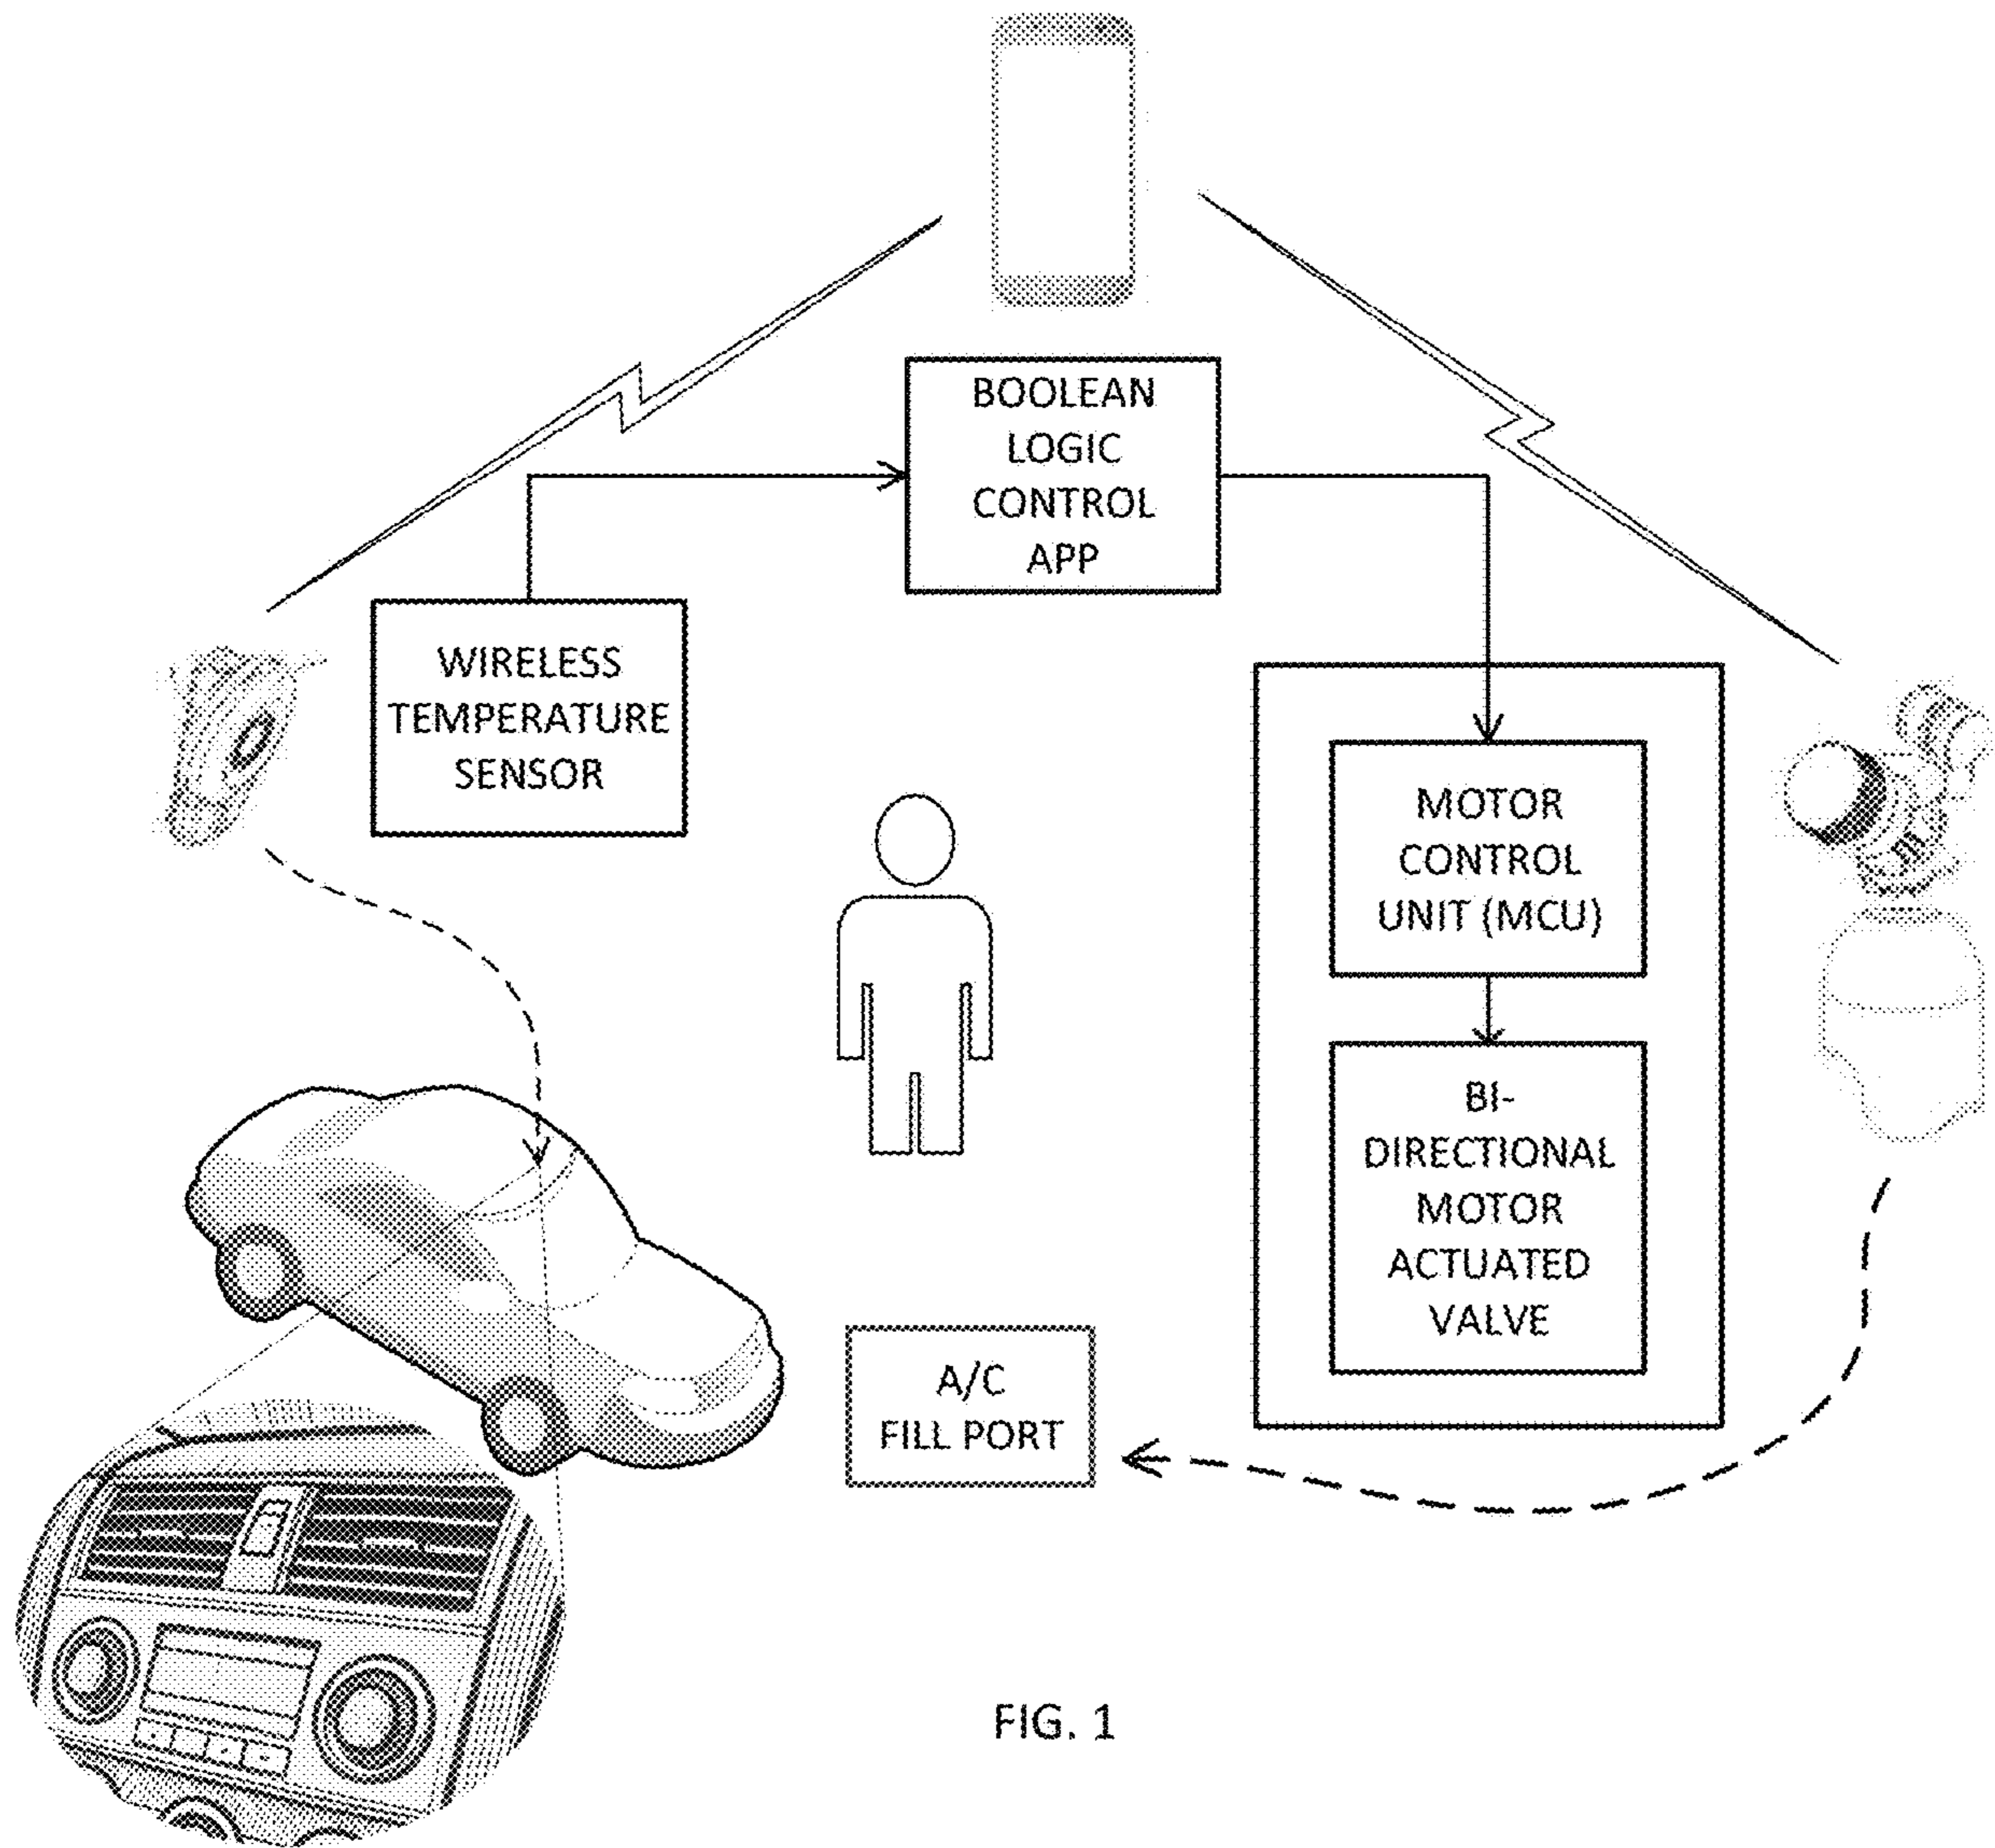 BOOLEAN
LOGIC
CONTROL
APP
WIRELESS
TEMPERATURE
SENSOR
MOTOR
CONTROL
UNIT (MCU)
BI-
DIRECTIONAL
MOTOR
ACTUATED
VALVE
A/C
FILL PORT
FIG. 1